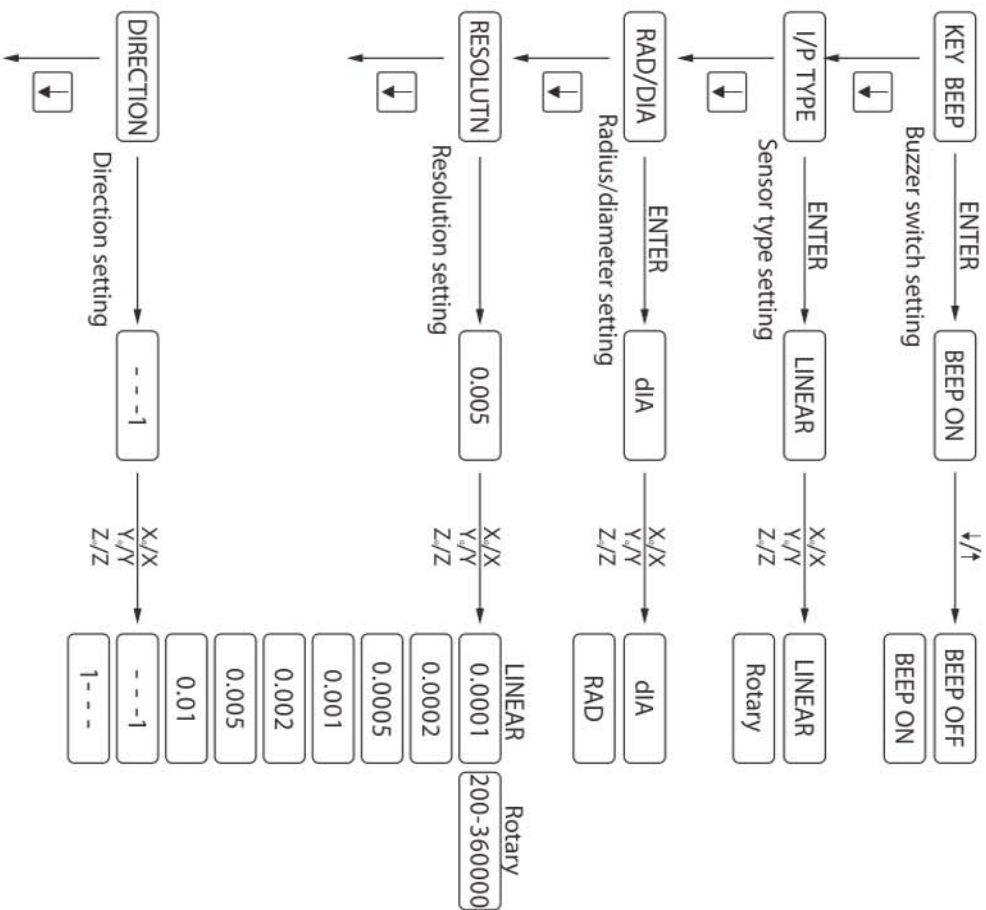 KEY BEEP
ENTER
Buzzer switch setting
BEEP ON
↓/↑
BEEP OFF
BEEP ON
I/P TYPE
ENTER
Sensor type setting
LINEAR
X₀/X
Y₀/Y
Z₀/Z
LINEAR
Rotary
RAD/DIA
ENTER
Radius/diameter setting
dIA
X₀/X
Y₀/Y
Z₀/Z
dIA
RAD
RESOLUTN
Resolution setting
0.005
X₀/X
Y₀/Y
Z₀/Z
LINEAR
0.0001
0.0002
0.0005
0.001
0.002
0.005
0.01
Rotary
200-360000
DIRECTION
Direction setting
- - -1
X₀/X
Y₀/Y
Z₀/Z
- - -1
1- - -